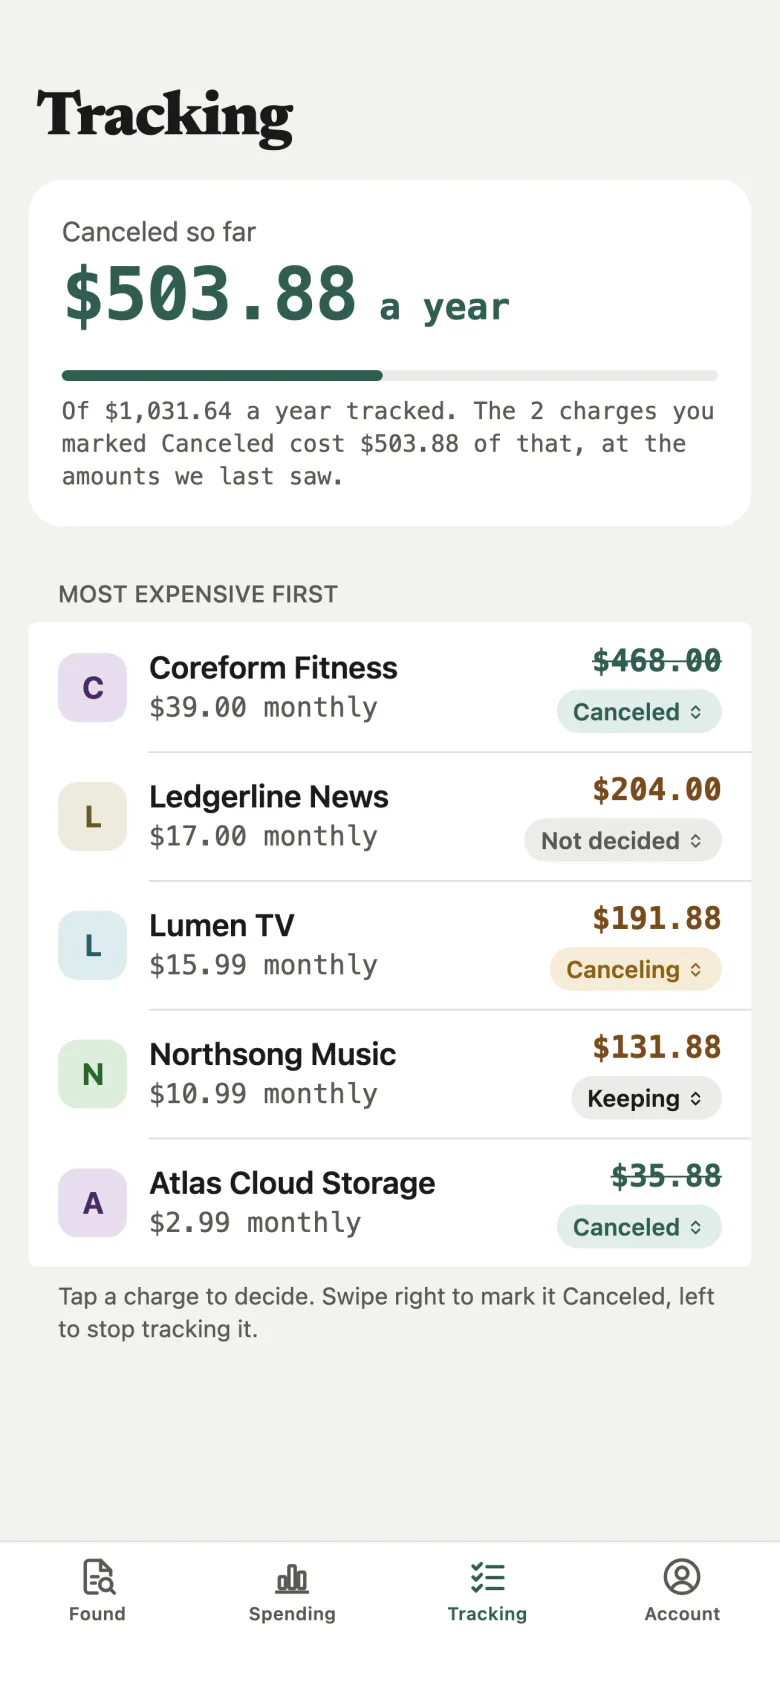 Tracking
Canceled so far
$503.88 a year
Of $1,031.64 a year tracked. The 2 charges you
marked Canceled cost $503.88 of that, at the
amounts we last saw.
MOST EXPENSIVE FIRST
C
Coreform Fitness
$468.00
$39.00 monthly
Canceled
L
Ledgerline News
$204.00
$17.00 monthly
Not decided
L
Lumen TV
$191.88
$15.99 monthly
Canceling
N
Northsong Music
$131.88
$10.99 monthly
Keeping
A
Atlas Cloud Storage
$35.88
$2.99 monthly
Canceled
Tap a charge to decide. Swipe right to mark it Canceled, left
to stop tracking it.
Found
Spending
Tracking
Account